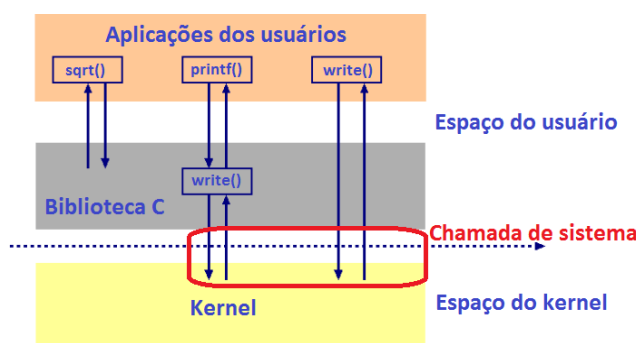 Aplicações dos usuários
sqrt()
printf()
write()
Espaço do usuário
write()
Biblioteca C
Chamada de sistema
Kernel
Espaço do kernel